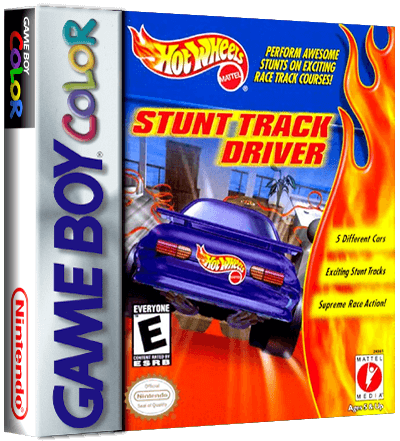 GAME BOY
COLOR
Nintendo
GAME BOY COLOR
Hot Wheels
MATTEL
PERFORM AWESOME
STUNTS ON EXCITING
RACE TRACK COURSES!
STUNT TRACK
DRIVER
Hot Wheels
5 Different Cars
Exciting Stunt Tracks
Supreme Race Action!
EVERYONE
E
CONTENT RATED BY
ESRB
Official
Nintendo
Seal of Quality
MATTEL
MEDIA
Ages 5 & Up